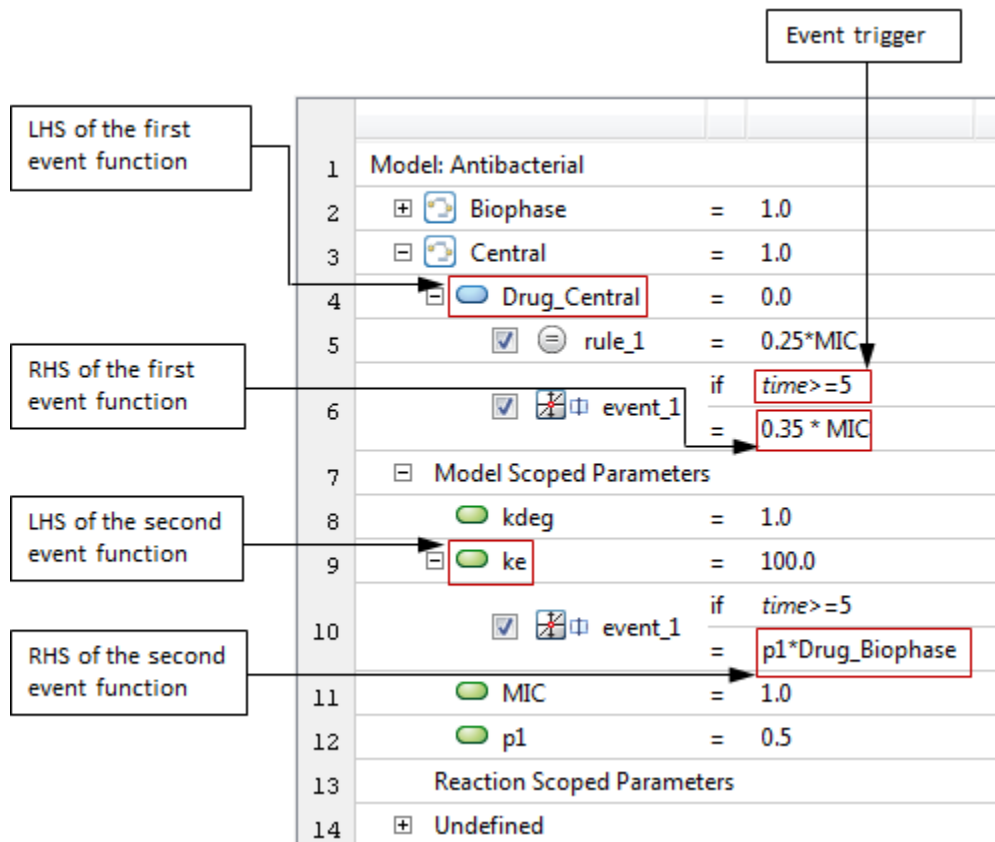 Event trigger
LHS of the first
event function
1 Model: Antibacterial
2 Biophase = 1.0
3 Central = 1.0
4 Drug_Central = 0.0
5 rule_1 = 0.25*MIC
RHS of the first
event function
6 event_1 if time>=5
= 0.35 * MIC
7 Model Scoped Parameters
LHS of the second
event function
8 kdeg = 1.0
9 ke = 100.0
10 event_1 if time>=5
= p1*Drug_Biophase
RHS of the second
event function
11 MIC = 1.0
12 p1 = 0.5
13 Reaction Scoped Parameters
14 Undefined